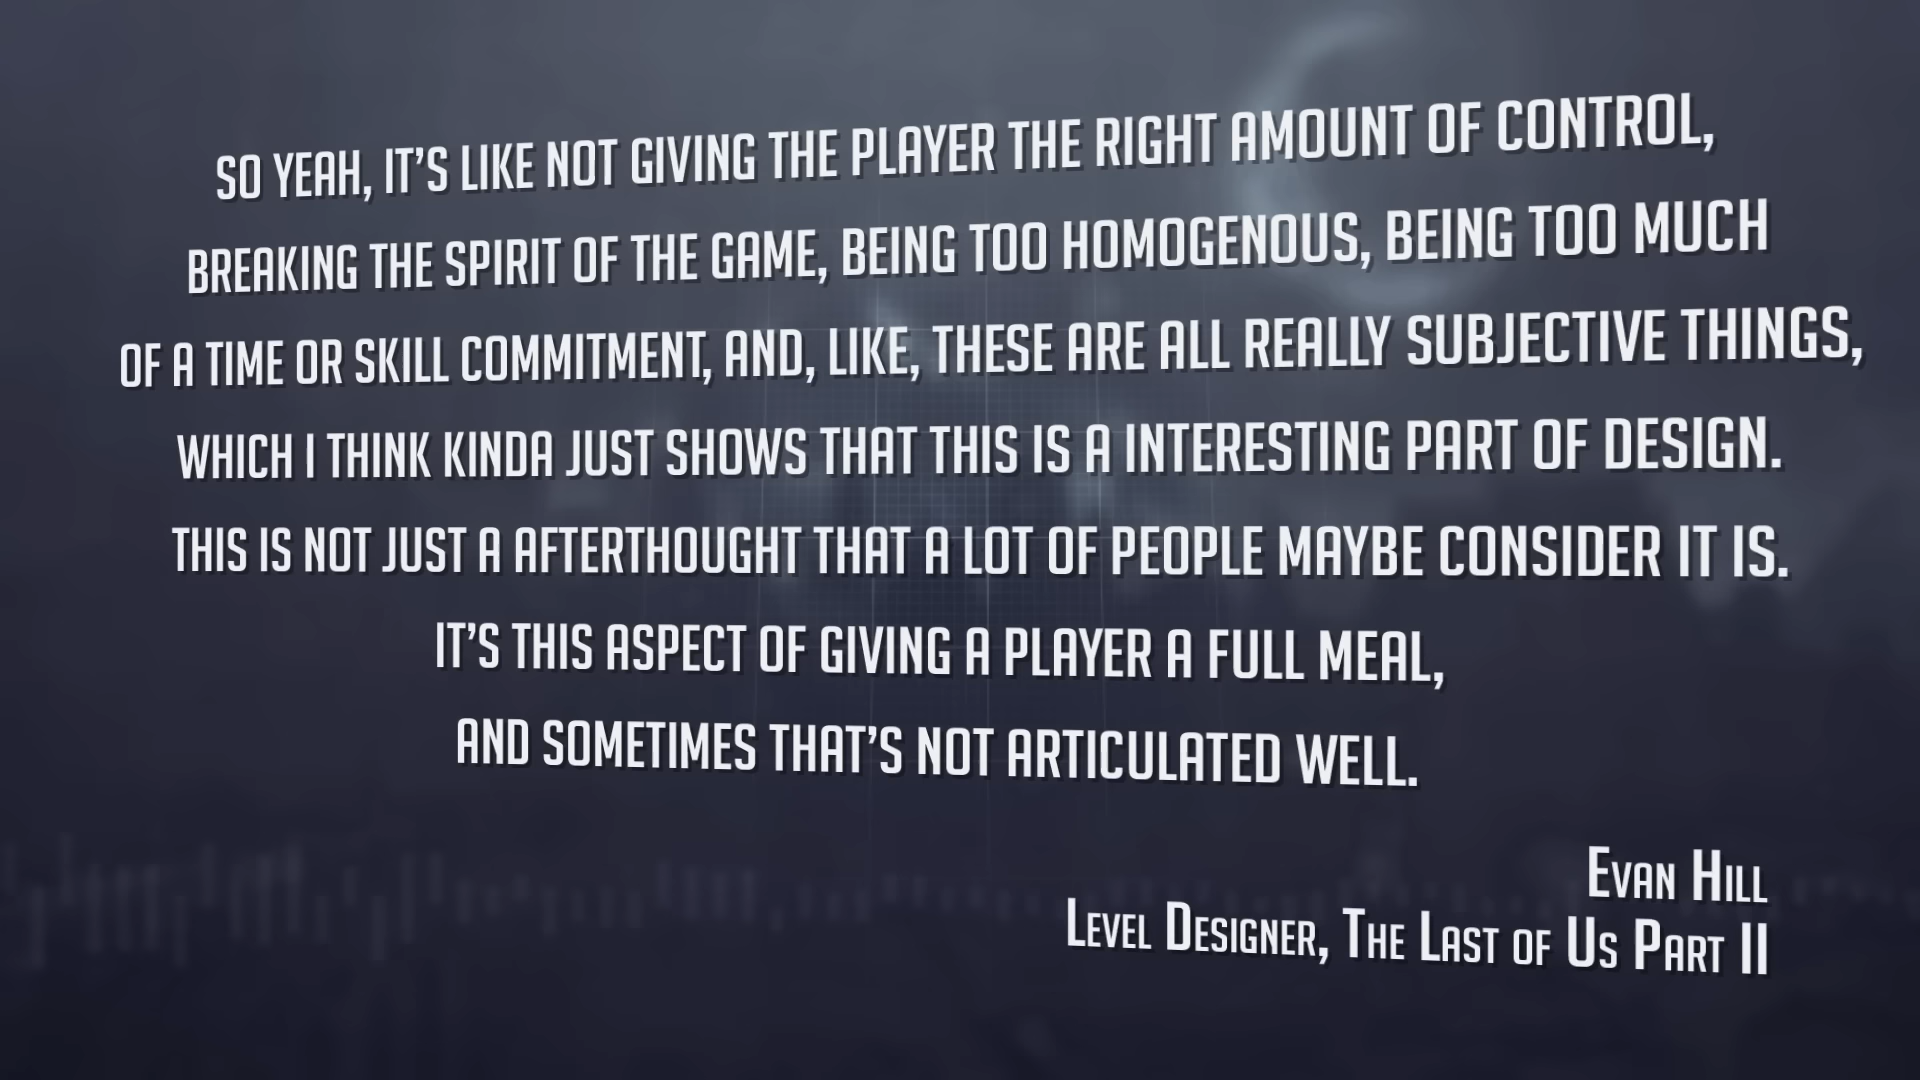 SO YEAH, IT'S LIKE NOT GIVING THE PLAYER THE RIGHT AMOUNT OF CONTROL,
BREAKING THE SPIRIT OF THE GAME, BEING TOO HOMOGENOUS, BEING TOO MUCH
OF A TIME OR SKILL COMMITMENT, AND, LIKE, THESE ARE ALL REALLY SUBJECTIVE THINGS,
WHICH I THINK KINDA JUST SHOWS THAT THIS IS A INTERESTING PART OF DESIGN.
THIS IS NOT JUST A AFTERTHOUGHT THAT A LOT OF PEOPLE MAYBE CONSIDER IT IS.
IT'S THIS ASPECT OF GIVING A PLAYER A FULL MEAL,
AND SOMETIMES THAT'S NOT ARTICULATED WELL.
EVAN HILL
LEVEL DESIGNER, THE LAST OF US PART II